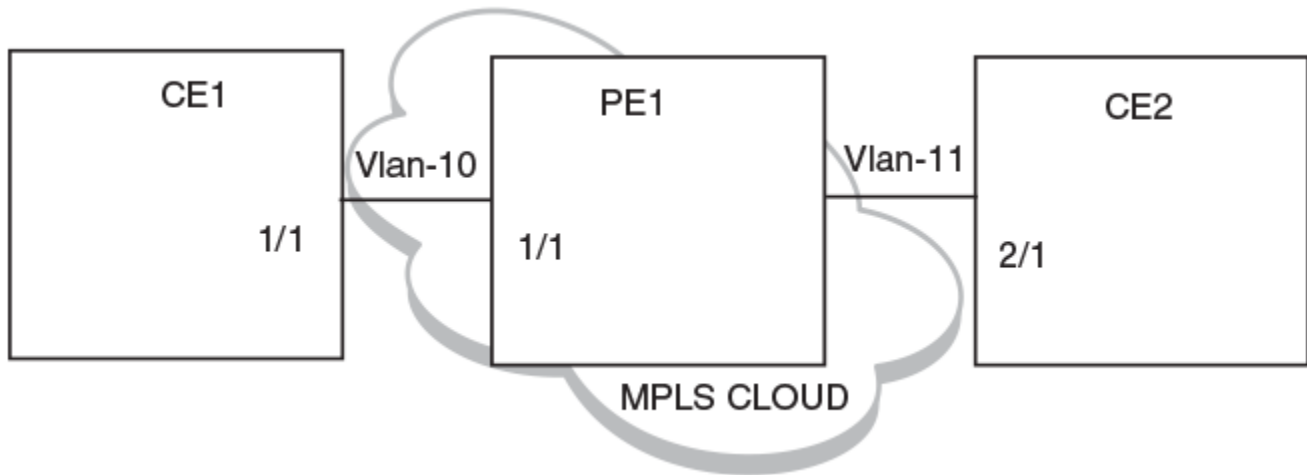 CE1
PE1
CE2
Vlan-10
Vlan-11
1/1
1/1
2/1
MPLS CLOUD